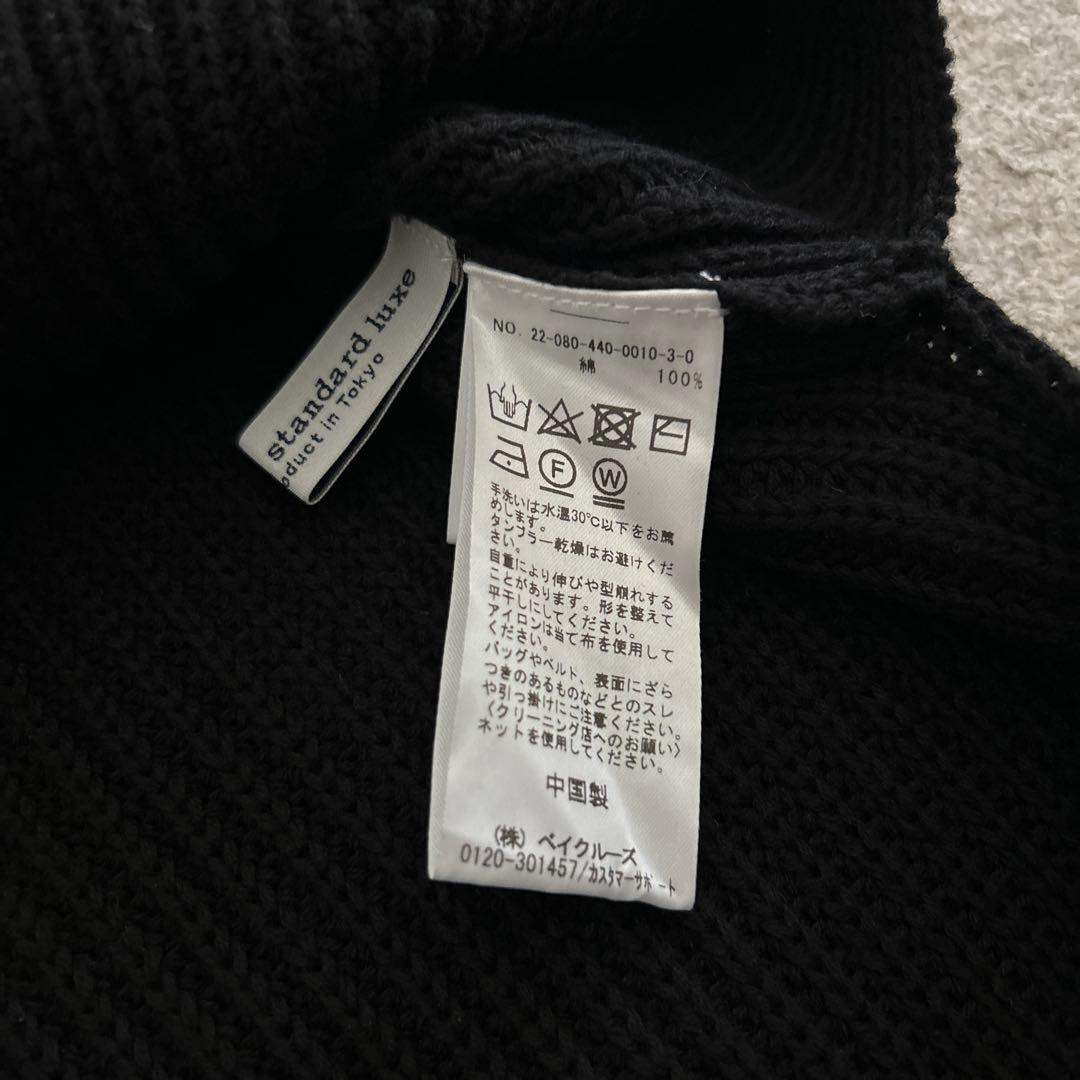 standard luxe
oduct in Tokyo
NO. 22-080-440-0010-3-0
綿 100%
F W
手洗いは水温30℃以下をお薦
めします。
タンブラー乾燥はお避けくだ
さい。
自重により伸びや型崩れする
ことがあります。形を整えて
平干しにしてください。
アイロンは当て布を使用して
ください。
バッグやベルト、表面にざら
つきのあるものなどとのスレ
や引っ掛けにご注意ください。
〈クリーニング店へのお願い〉
ネットを使用してください。
中国製
(株) ベイクルーズ
0120-301457/カスタマーサポート